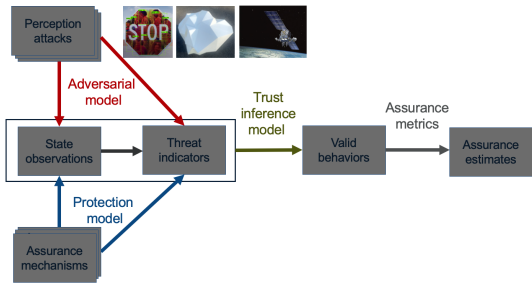 Perception
attacks
STOP
Adversarial
model
Trust
inference
model
Assurance
metrics
State
observations
Threat
indicators
Valid
behaviors
Assurance
estimates
Protection
model
Assurance
mechanisms